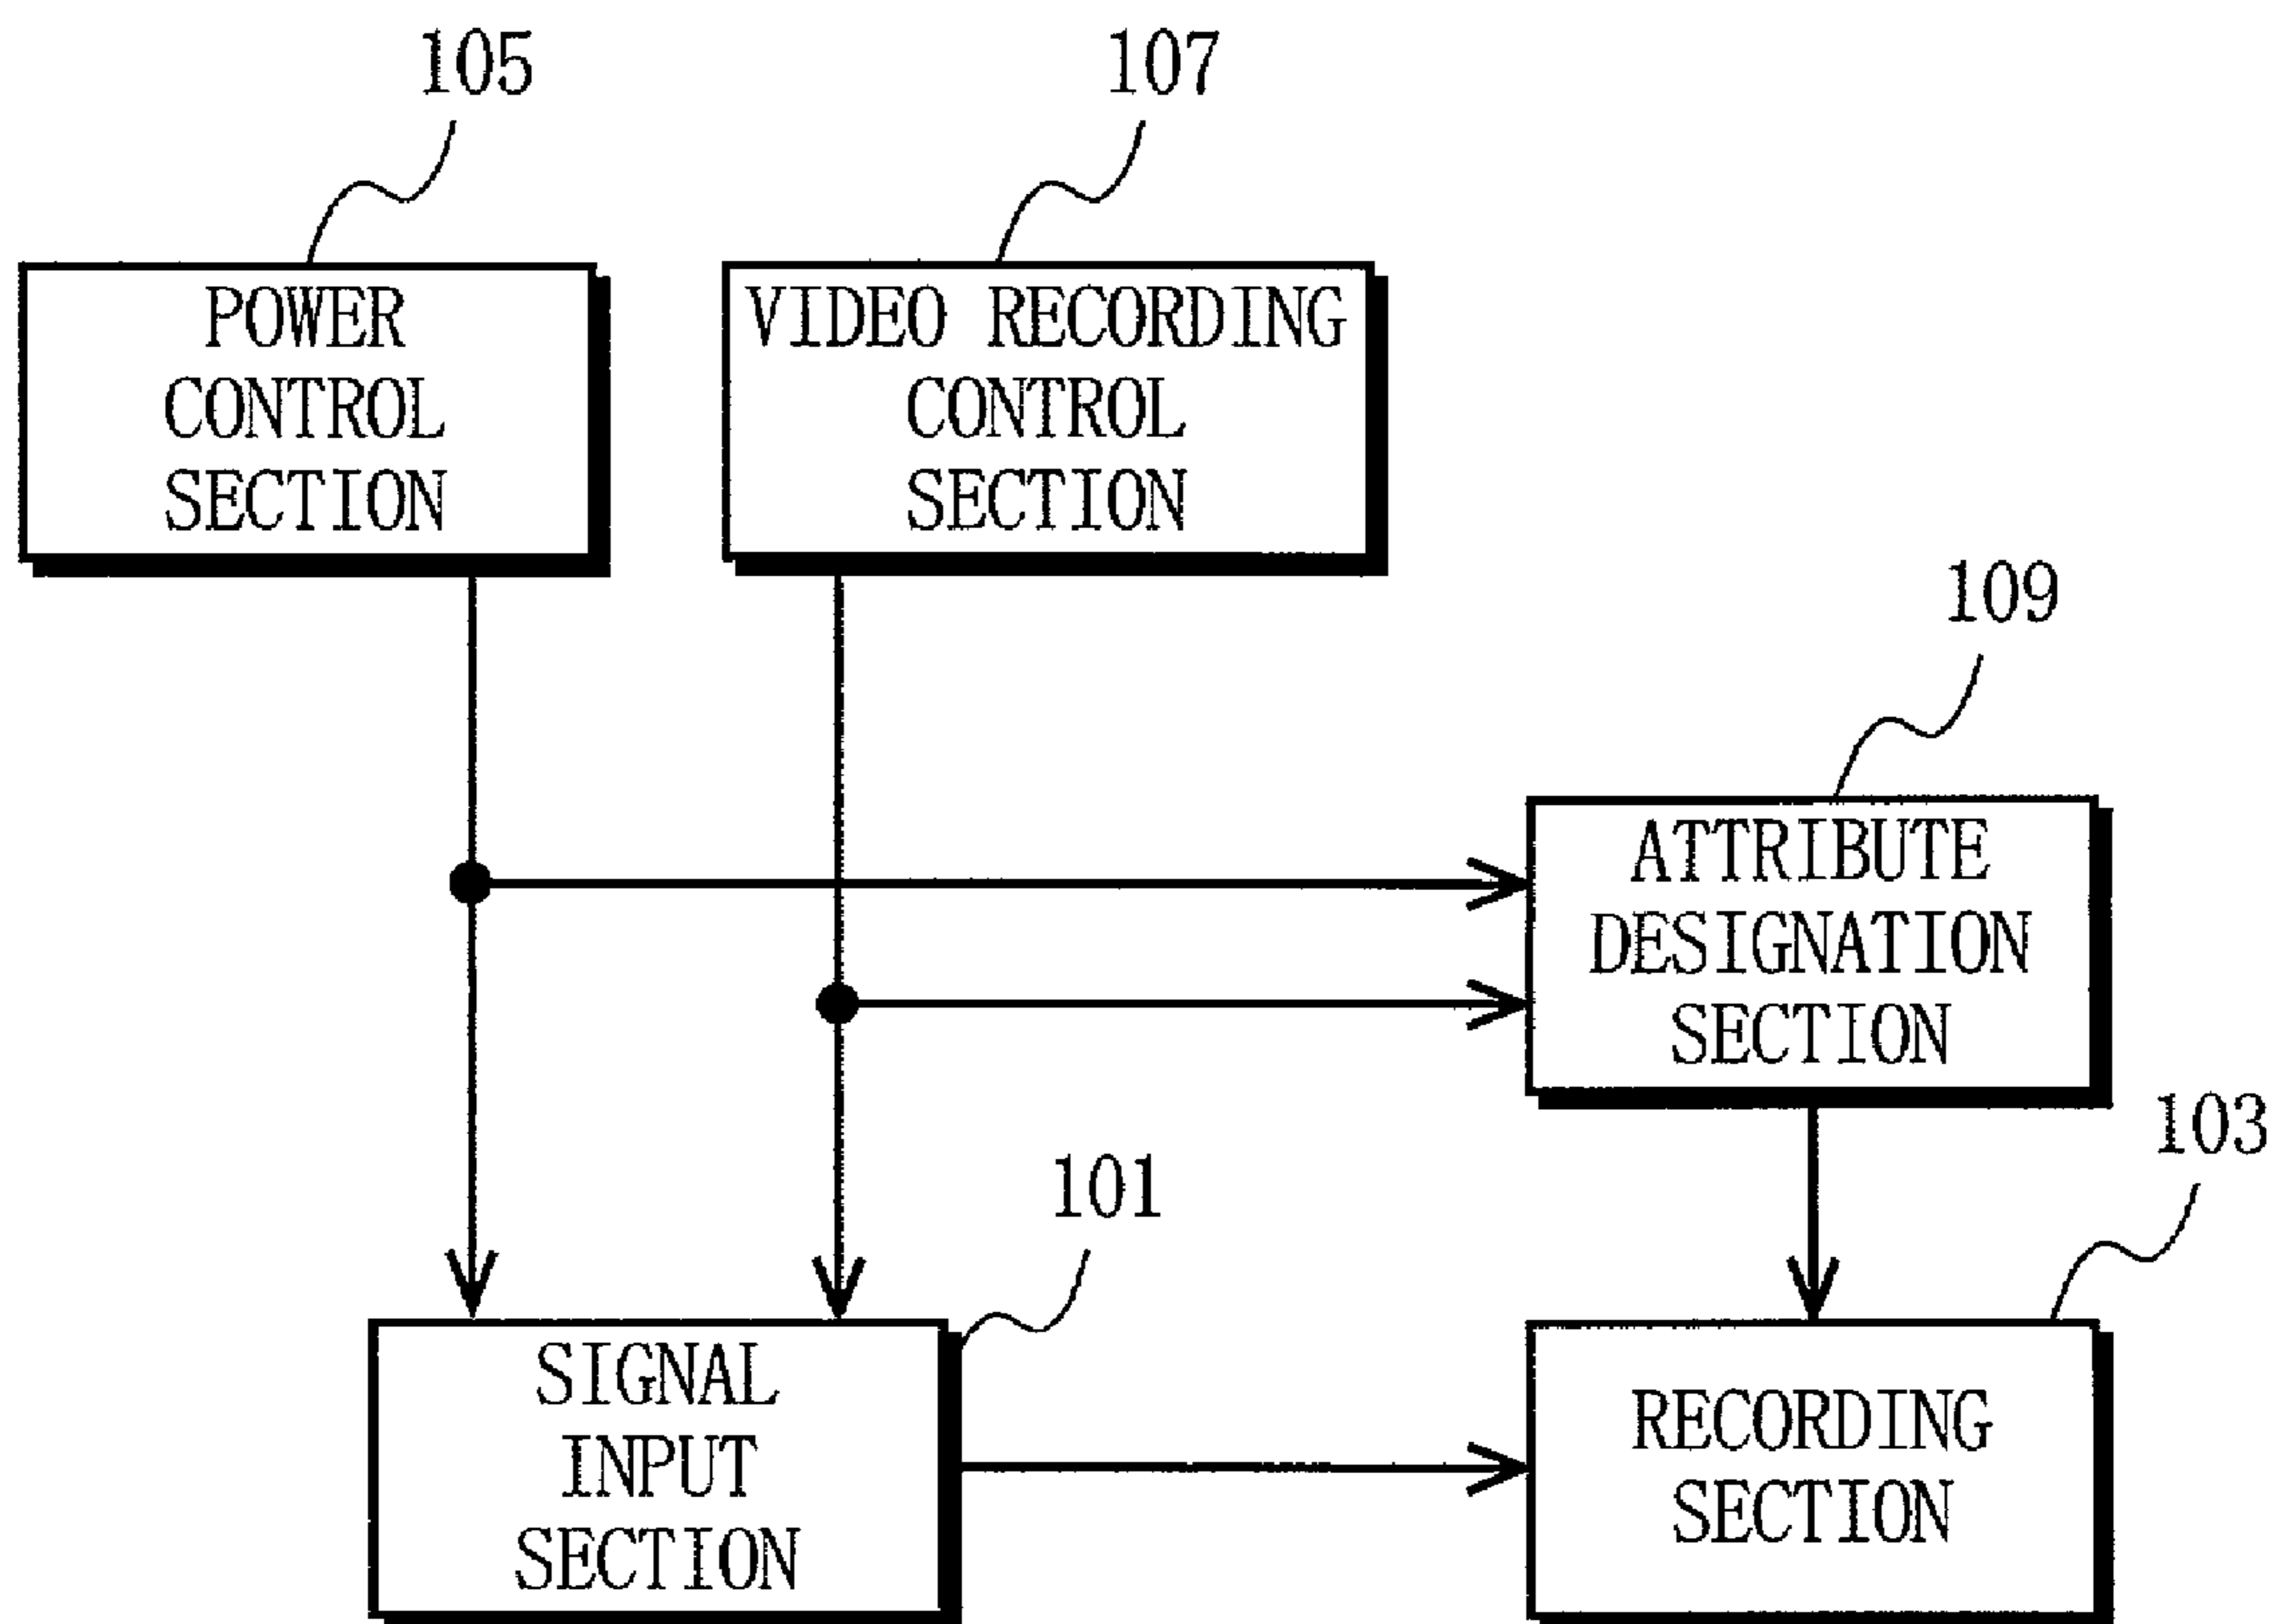 105
107
POWER
CONTROL
SECTION
VIDEO RECORDING
CONTROL
SECTION
109
ATTRIBUTE
DESIGNATION
SECTION
103
101
SIGNAL
INPUT
SECTION
RECORDING
SECTION